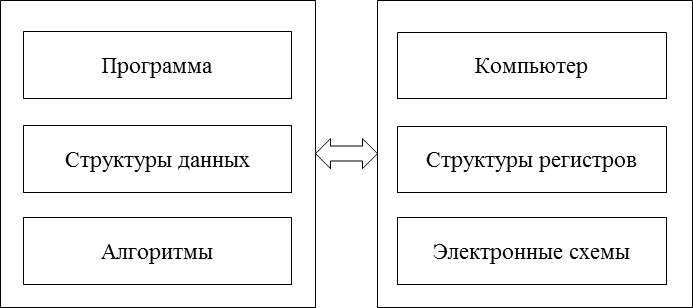 Программа
Структуры данных
Алгоритмы
Компьютер
Структуры регистров
Электронные схемы